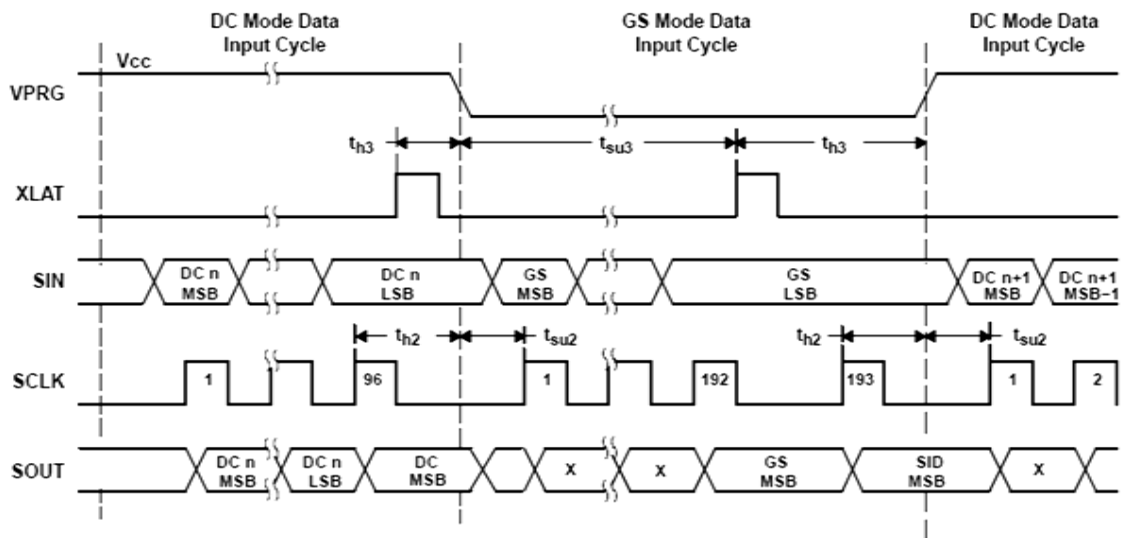 DC Mode Data
Input Cycle
GS Mode Data
Input Cycle
DC Mode Data
Input Cycle
Vcc
VPRG
th3
tsu3
th3
XLAT
SIN
DC n
MSB
DC n
LSB
GS
MSB
GS
LSB
DC n+1
MSB
DC n+1
MSB−1
th2
tsu2
th2
tsu2
SCLK
1
96
1
192
193
1
2
SOUT
DC n
MSB
DC n
LSB
DC
MSB
X
X
GS
MSB
SID
MSB
X